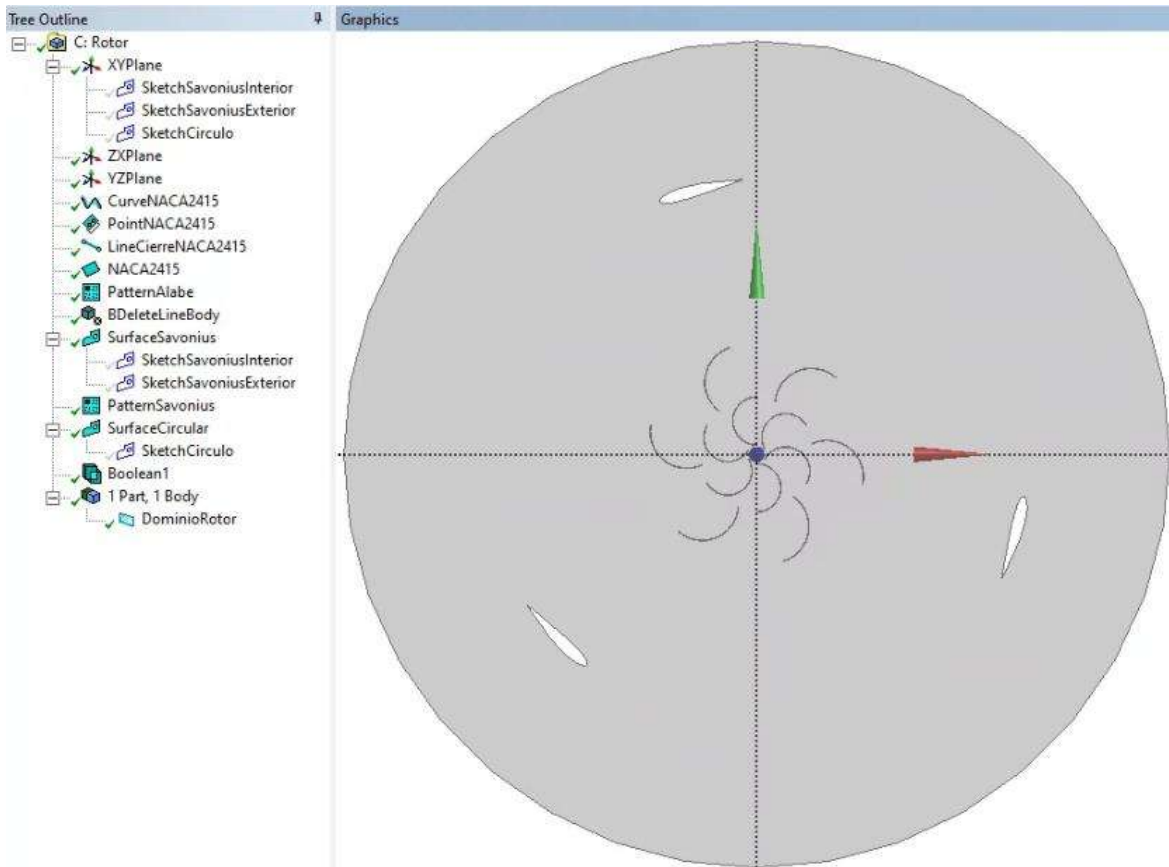 Tree Outline
Graphics
C: Rotor
XYPlane
SketchSavoniusInterior
SketchSavoniusExterior
SketchCirculo
ZXPlane
YZPlane
CurveNACA2415
PointNACA2415
LineCierreNACA2415
NACA2415
PatternAlabe
BDeleteLineBody
SurfaceSavonius
SketchSavoniusInterior
SketchSavoniusExterior
PatternSavonius
SurfaceCircular
SketchCirculo
Boolean1
1 Part, 1 Body
DominioRotor